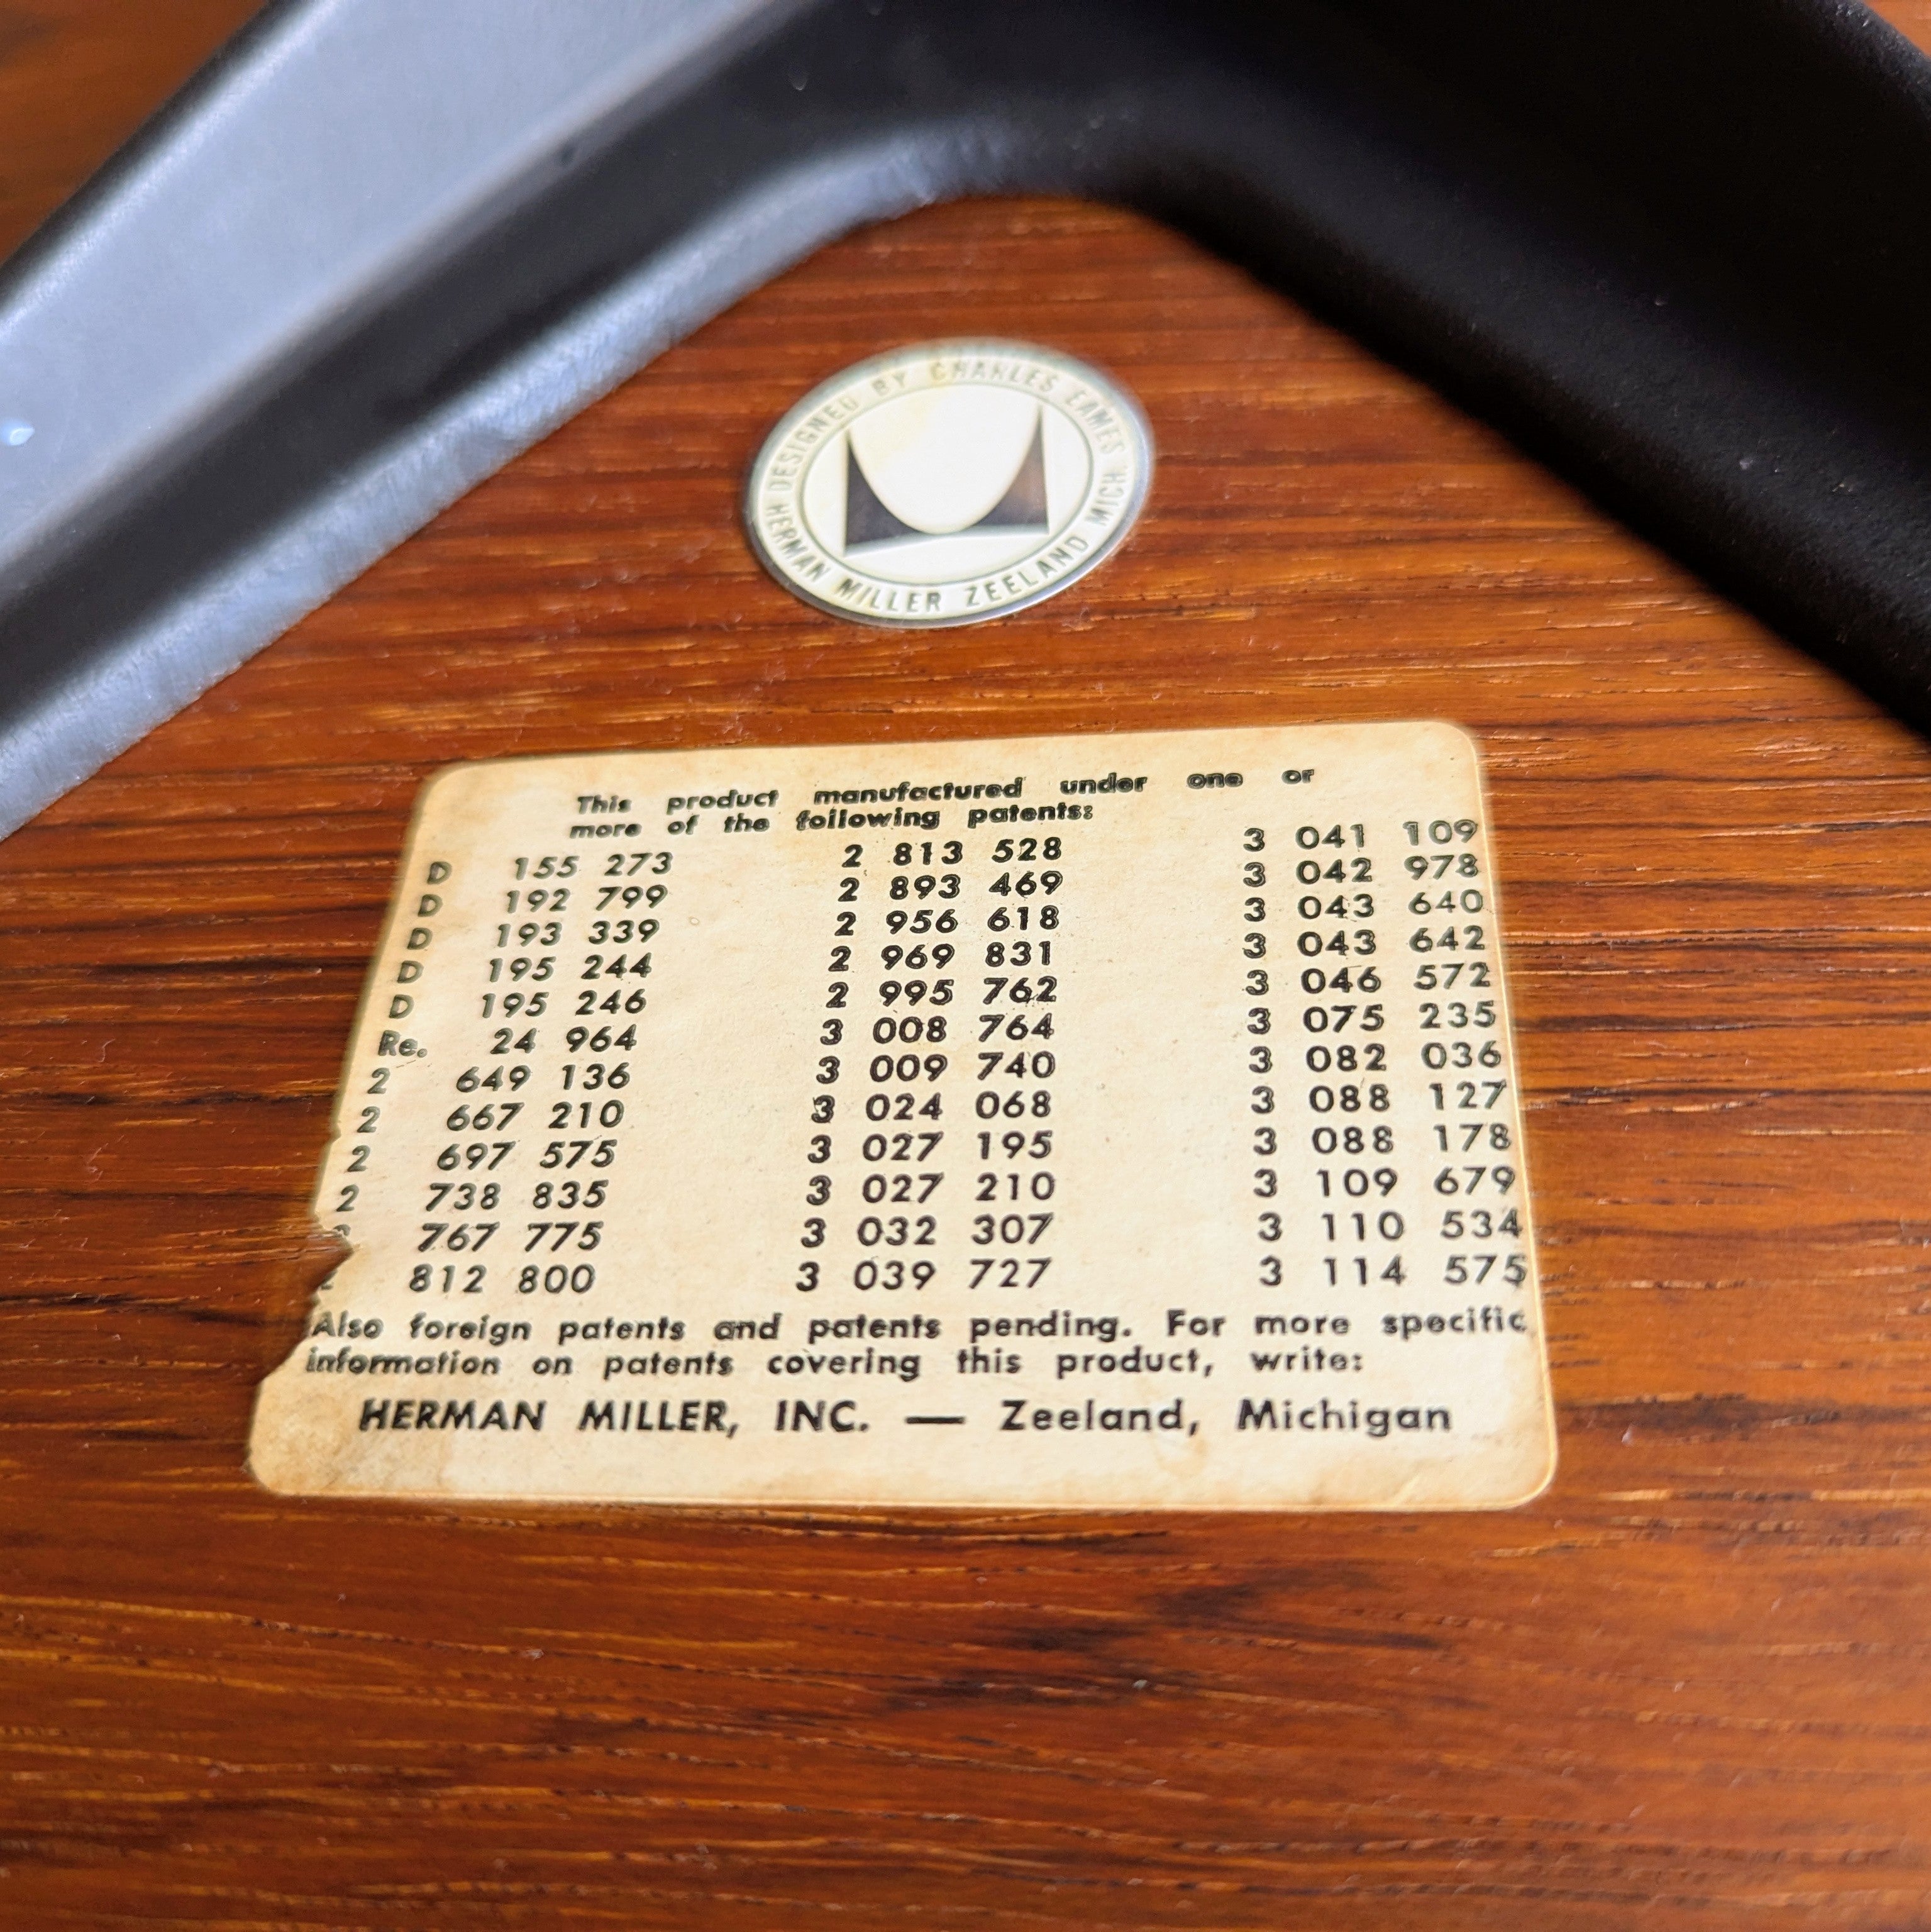 DESIGNED BY CHARLES EAMES
HERMAN MILLER ZEELAND MICH.
This product manufactured under one or
more of the following patents:
D 155 273 2 813 528 3 041 109
D 192 799 2 893 469 3 042 978
D 193 339 2 956 618 3 043 640
D 195 244 2 969 831 3 043 642
D 195 246 2 995 762 3 046 572
Re. 24 964 3 008 764 3 075 235
2 649 136 3 009 740 3 082 036
2 667 210 3 024 068 3 088 127
2 697 575 3 027 195 3 088 178
2 738 835 3 027 210 3 109 679
767 775 3 032 307 3 110 534
812 800 3 039 727 3 114 575
Also foreign patents and patents pending. For more specific
information on patents covering this product, write:
HERMAN MILLER, INC. — Zeeland, Michigan